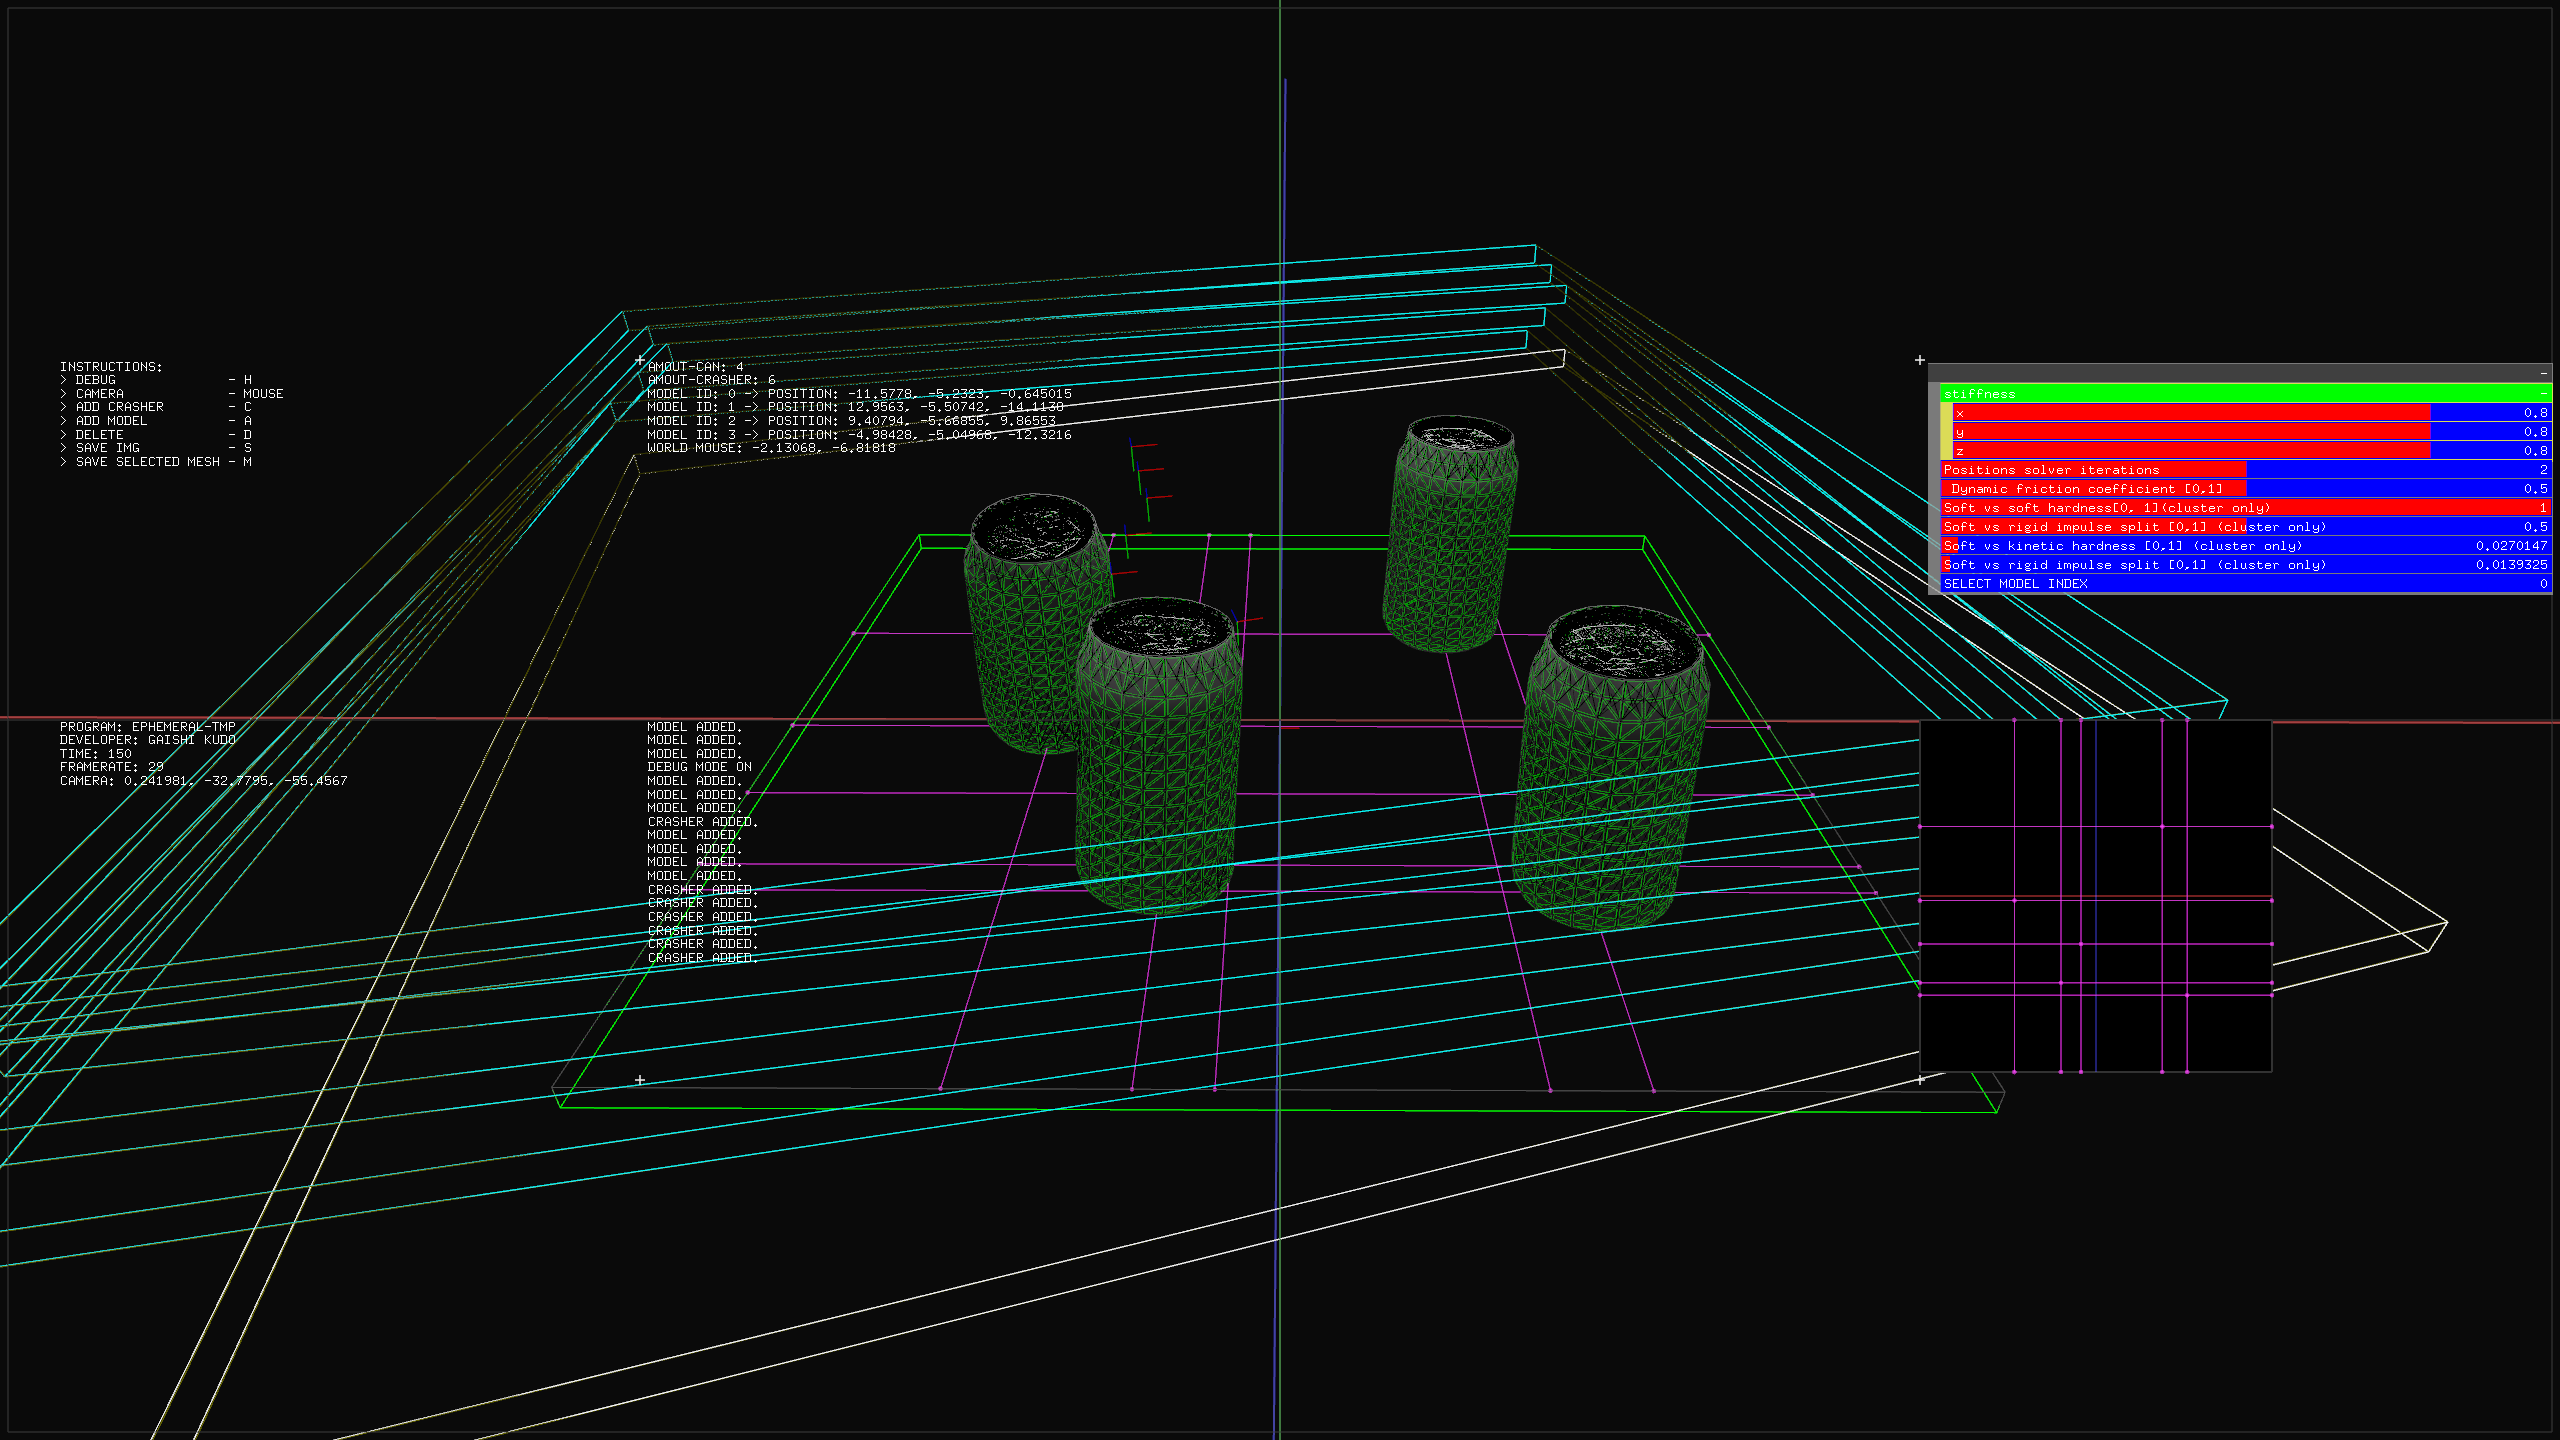 INSTRUCTIONS:
> DEBUG - H
> CAMERA - MOUSE
> ADD CRASHER - C
> ADD MODEL - A
> DELETE - D
> SAVE IMG - S
> SAVE SELECTED MESH - M
AMOUT-CAN: 4
AMOUT-CRASHER: 6
MODEL ID: 0 -> POSITION: -11.5778, -5.2323, -0.645015
MODEL ID: 1 -> POSITION: 12.9563, -5.50742, -14.1138
MODEL ID: 2 -> POSITION: 9.40794, -5.66855, 9.86553
MODEL ID: 3 -> POSITION: -4.98428, -5.04968, -12.3216
WORLD MOUSE: -2.13068, -6.81818
-
stiffness -
x 0.8
y 0.8
z 0.8
Positions solver iterations 2
Dynamic friction coefficient [0,1] 0.5
Soft vs soft hardness[0, 1](cluster only) 1
Soft vs rigid impulse split [0,1] (cluster only) 0.5
Soft vs kinetic hardness [0,1] (cluster only) 0.0270147
Soft vs rigid impulse split [0,1] (cluster only) 0.0139325
SELECT MODEL INDEX 0
PROGRAM: EPHEMERAL-TMP
DEVELOPER: GAISHI KUDO
TIME: 150
FRAMERATE: 29
CAMERA: 0.241981, -32.7795, -55.4567
MODEL ADDED.
MODEL ADDED.
MODEL ADDED.
DEBUG MODE ON
MODEL ADDED.
MODEL ADDED.
MODEL ADDED.
CRASHER ADDED.
MODEL ADDED.
MODEL ADDED.
MODEL ADDED.
MODEL ADDED.
CRASHER ADDED.
CRASHER ADDED.
CRASHER ADDED.
CRASHER ADDED.
CRASHER ADDED.
CRASHER ADDED.